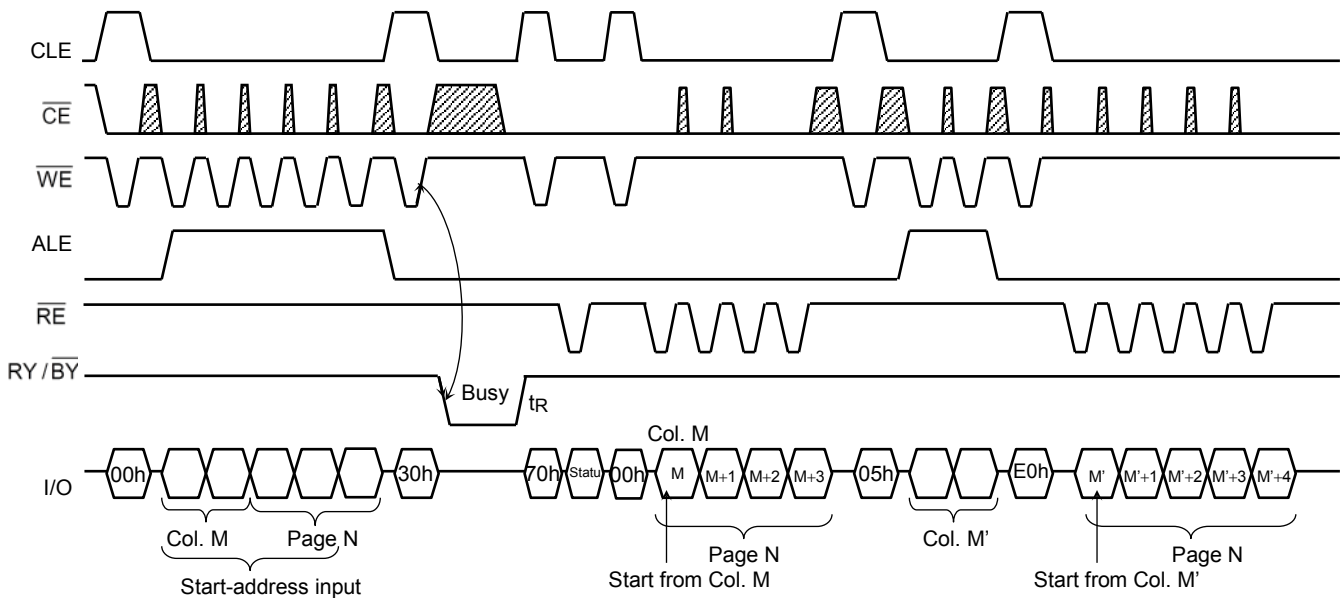 CLE
CE
WE
ALE
RE
RY / BY
Busy
tR
Col. M
I/O
00h
30h
70h
Statu
00h
M
M+1
M+2
M+3
05h
E0h
M'
M'+1
M'+2
M'+3
M'+4
Col. M
Page N
Page N
Col. M’
Page N
Start-address input
Start from Col. M
Start from Col. M’